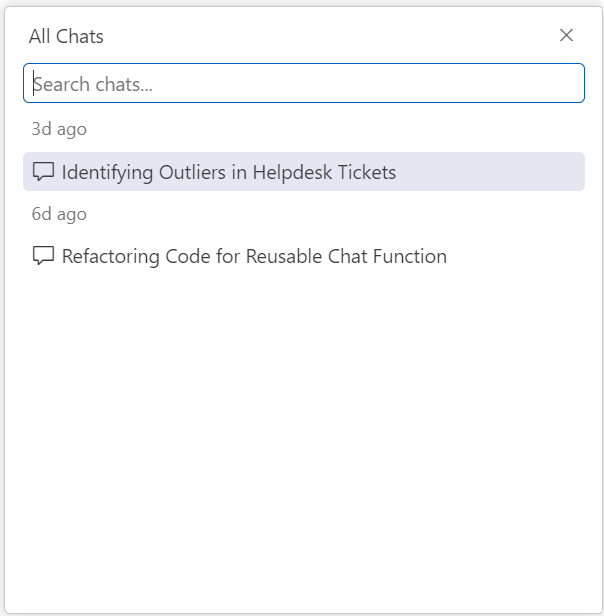 All Chats
Search chats...
3d ago
Identifying Outliers in Helpdesk Tickets
6d ago
Refactoring Code for Reusable Chat Function